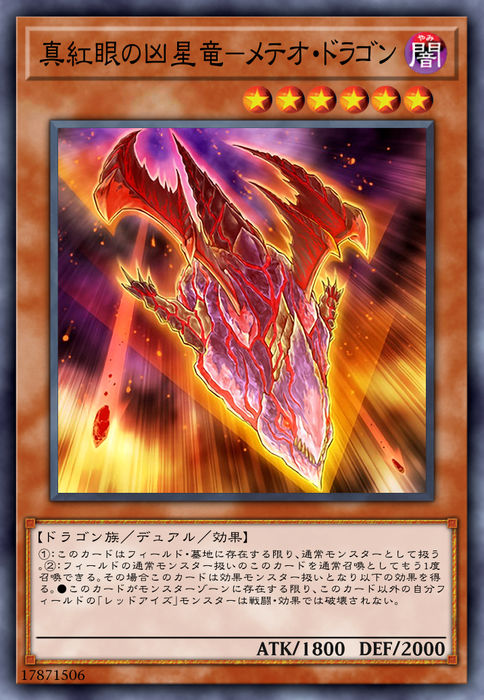 真紅眼の凶星竜－メテオ・ドラゴン
やみ
闇
【ドラゴン族／デュアル／効果】
①：このカードはフィールド・墓地に存在する限り、通常モンスターとして扱う
。②：フィールドの通常モンスター扱いのこのカードを通常召喚としてもう1度
召喚できる。その場合このカードは効果モンスター扱いとなり以下の効果を得
る。●このカードがモンスターゾーンに存在する限り、このカード以外の自分フ
ィールドの「レッドアイズ」モンスターは戦闘・効果では破壊されない。
ATK/1800 DEF/2000
17871506